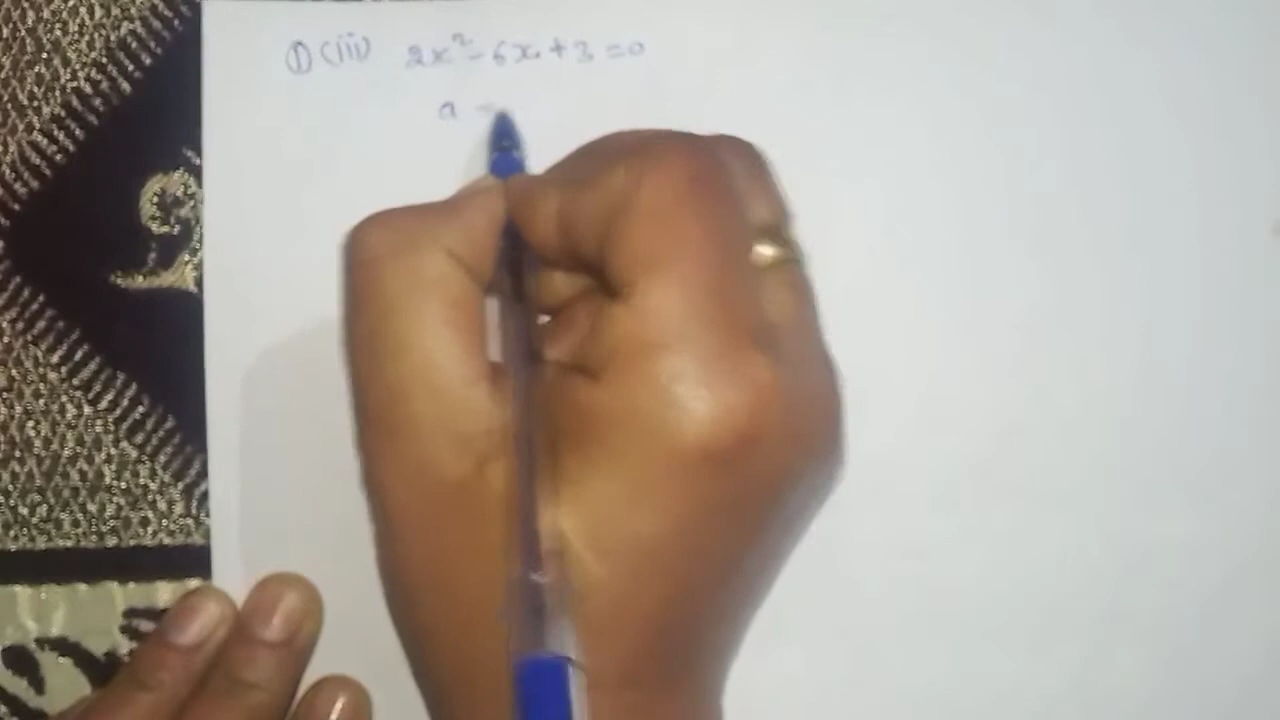 ① (iii) 2x² - 6x + 3 = 0
a =